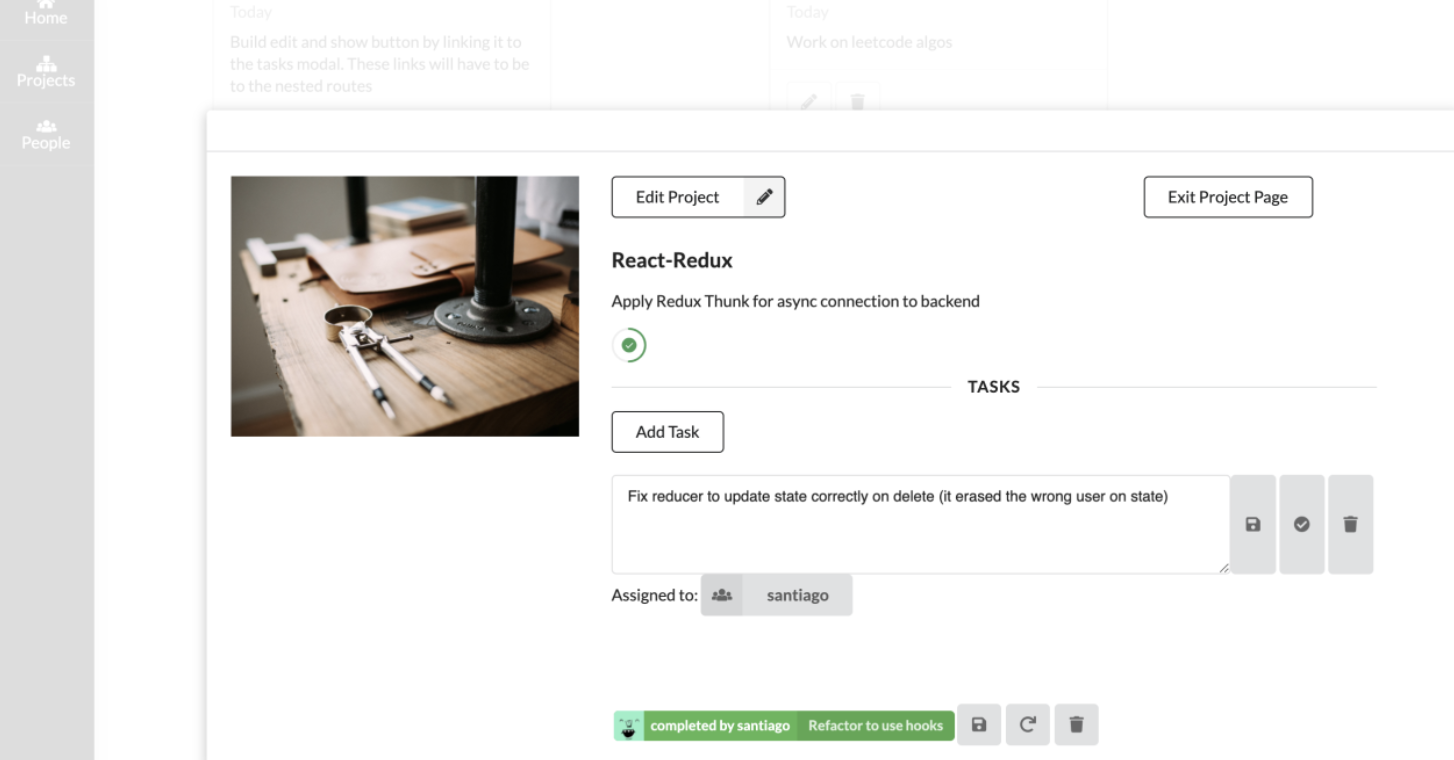 Home
Projects
People
Today
Build edit and show button by linking it to
the tasks modal. These links will have to be
to the nested routes
Today
Work on leetcode algos
Edit Project
Exit Project Page
React-Redux
Apply Redux Thunk for async connection to backend
TASKS
Add Task
Fix reducer to update state correctly on delete (it erased the wrong user on state)
Assigned to: santiago
completed by santiago Refactor to use hooks